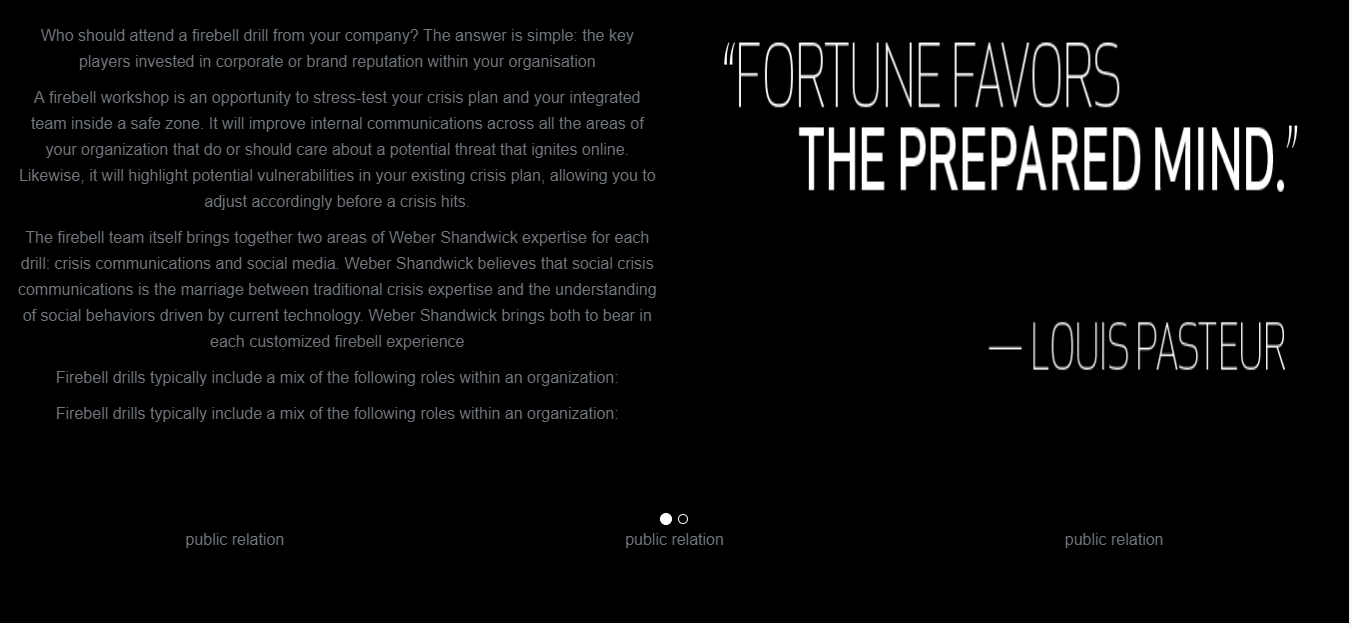 Who should attend a firebell drill from your company? The answer is simple: the key
players invested in corporate or brand reputation within your organisation
A firebell workshop is an opportunity to stress-test your crisis plan and your integrated
team inside a safe zone. It will improve internal communications across all the areas of
your organization that do or should care about a potential threat that ignites online.
Likewise, it will highlight potential vulnerabilities in your existing crisis plan, allowing you to
adjust accordingly before a crisis hits.
The firebell team itself brings together two areas of Weber Shandwick expertise for each
drill: crisis communications and social media. Weber Shandwick believes that social crisis
communications is the marriage between traditional crisis expertise and the understanding
of social behaviors driven by current technology. Weber Shandwick brings both to bear in
each customized firebell experience
Firebell drills typically include a mix of the following roles within an organization:
Firebell drills typically include a mix of the following roles within an organization:
“FORTUNE FAVORS
THE PREPARED MIND.”
— LOUIS PASTEUR
public relation
public relation
public relation